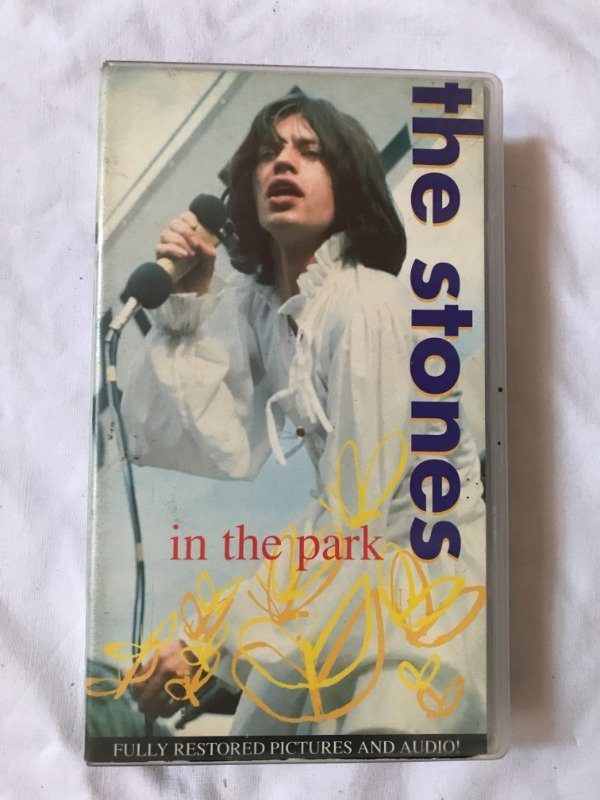 the stones
in the park
FULLY RESTORED PICTURES AND AUDIO!